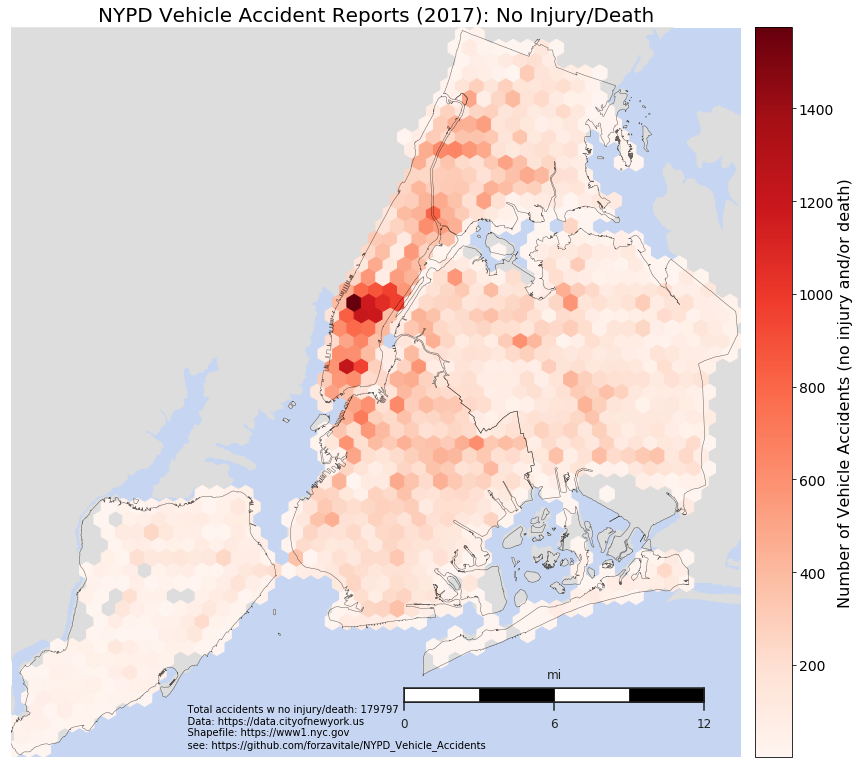 NYPD Vehicle Accident Reports (2017): No Injury/Death
1400
1200
1000
800
600
400
200
Number of Vehicle Accidents (no injury and/or death)
mi
0 6 12
Total accidents w no injury/death: 179797
Data: https://data.cityofnewyork.us
Shapefile: https://www1.nyc.gov
see: https://github.com/forzavitale/NYPD_Vehicle_Accidents